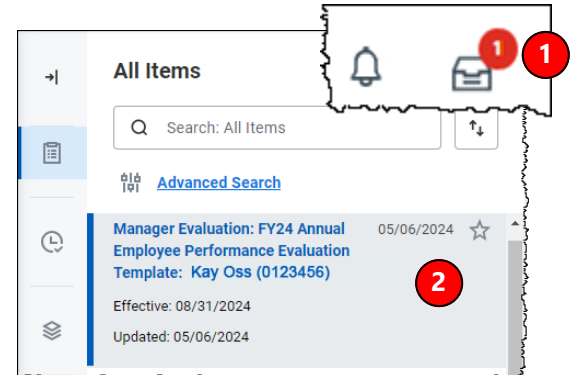 1
1
All Items
Search: All Items
Advanced Search
Manager Evaluation: FY24 Annual
Employee Performance Evaluation
Template: Kay Oss (0123456)
05/06/2024
2
Effective: 08/31/2024
Updated: 05/06/2024